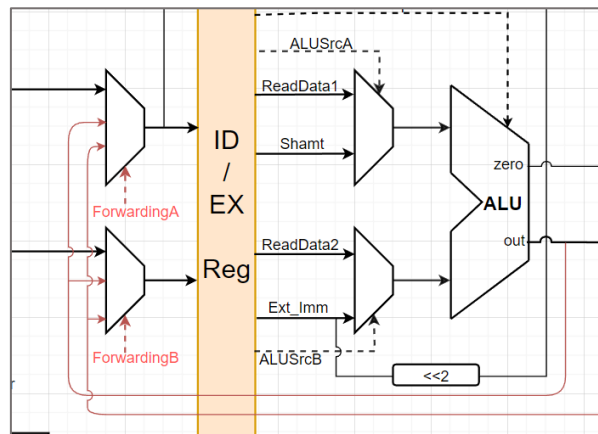 ALUSrcA
ReadData1
Shamt
ID
/
EX
Reg
zero
ALU
out
ForwardingA
ReadData2
Ext_Imm
ALUSrcB
ForwardingB
<<2
r